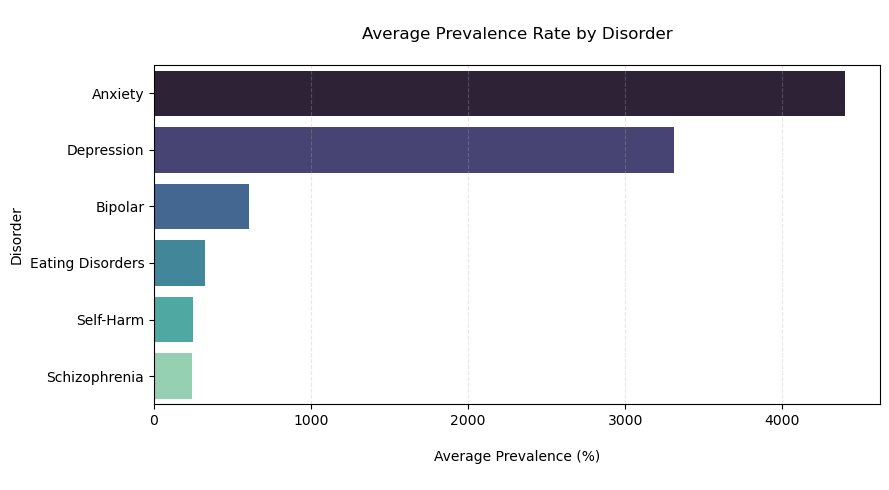 Average Prevalence Rate by Disorder
Disorder
Anxiety
Depression
Bipolar
Eating Disorders
Self-Harm
Schizophrenia
0 1000 2000 3000 4000
Average Prevalence (%)